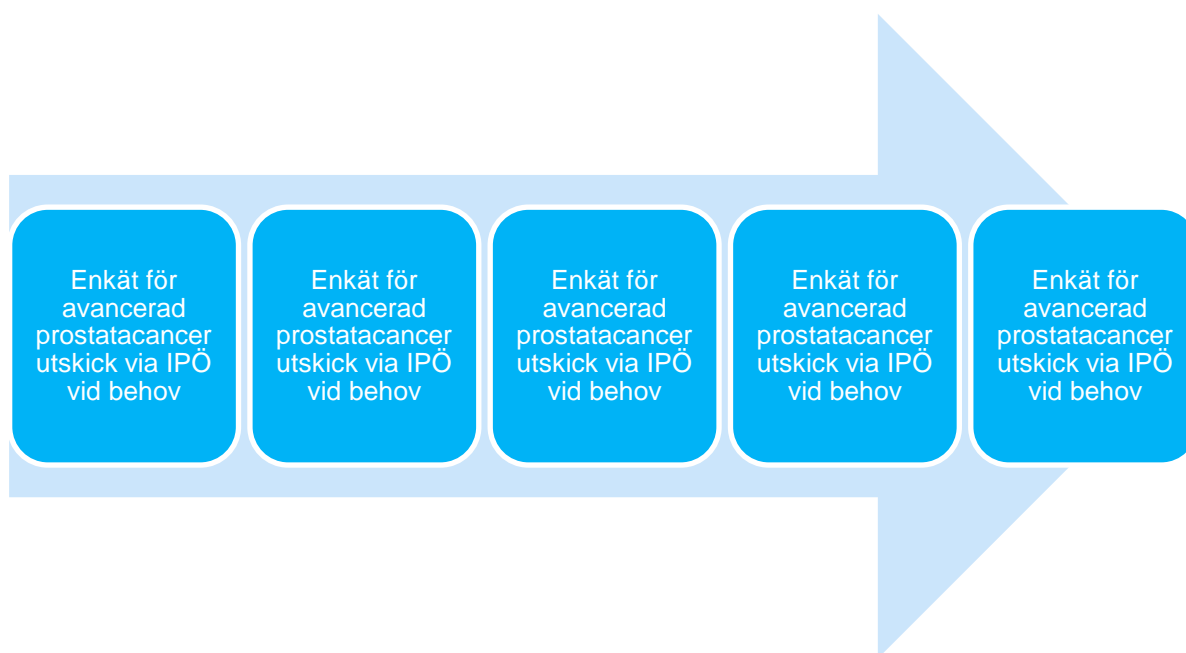 Enkät för
avancerad
prostatacancer
utskick via IPÖ
vid behov
Enkät för
avancerad
prostatacancer
utskick via IPÖ
vid behov
Enkät för
avancerad
prostatacancer
utskick via IPÖ
vid behov
Enkät för
avancerad
prostatacancer
utskick via IPÖ
vid behov
Enkät för
avancerad
prostatacancer
utskick via IPÖ
vid behov